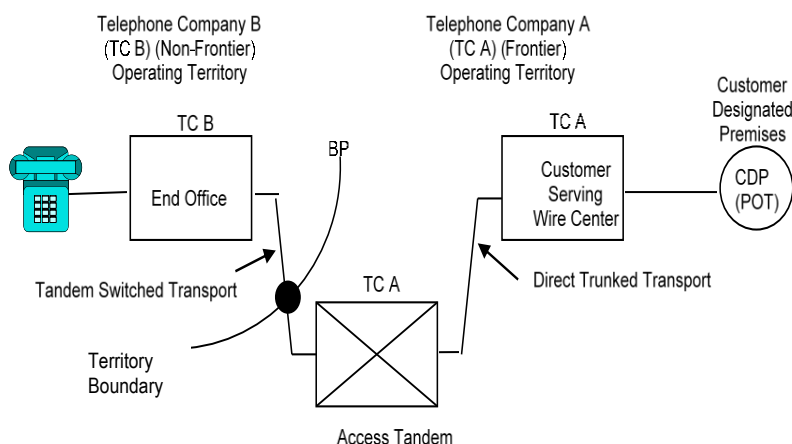 Telephone Company B
(TC B) (Non-Frontier)
Operating Territory
Telephone Company A
(TC A) (Frontier)
Operating Territory
Customer
Designated
Premises
TC B
TC A
BP
End Office
Customer
Serving
Wire Center
CDP
(POT)
Tandem Switched Transport
TC A
Direct Trunked Transport
Territory
Boundary
Access Tandem